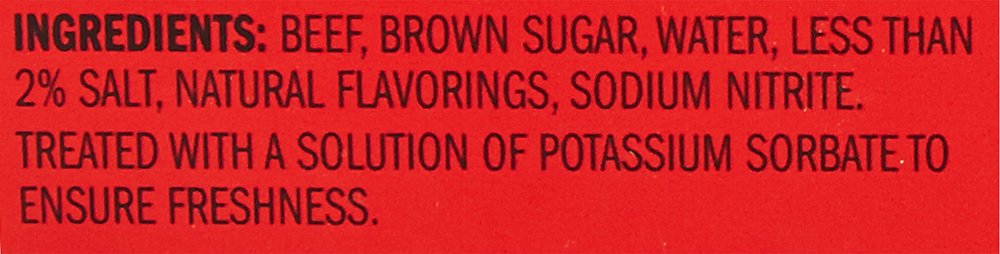 INGREDIENTS: BEEF, BROWN SUGAR, WATER, LESS THAN
2% SALT, NATURAL FLAVORINGS, SODIUM NITRITE.
TREATED WITH A SOLUTION OF POTASSIUM SORBATE TO
ENSURE FRESHNESS.